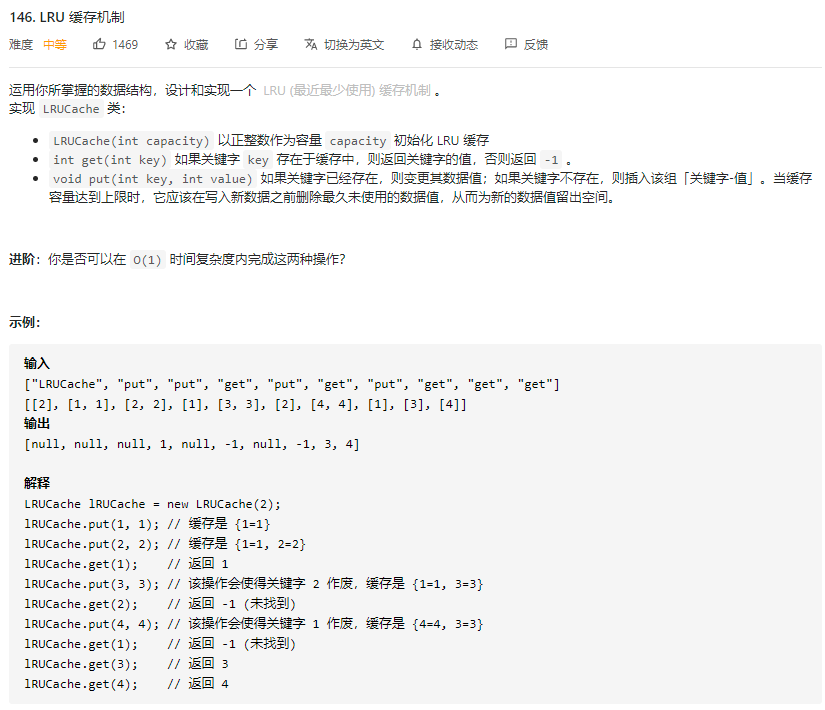 146. LRU 缓存机制
难度 中等 1469 收藏 分享 切换为英文 接收动态 反馈
运用你所掌握的数据结构，设计和实现一个 LRU (最近最少使用) 缓存机制 。
实现 LRUCache 类：
LRUCache(int capacity) 以正整数作为容量 capacity 初始化 LRU 缓存
int get(int key) 如果关键字 key 存在于缓存中，则返回关键字的值，否则返回 -1 。
void put(int key, int value) 如果关键字已经存在，则变更其数据值；如果关键字不存在，则插入该组「关键字-值」。当缓存
容量达到上限时，它应该在写入新数据之前删除最久未使用的数据值，从而为新的数据值留出空间。
进阶：你是否可以在 O(1) 时间复杂度内完成这两种操作？
示例：
输入
["LRUCache", "put", "put", "get", "put", "get", "put", "get", "get", "get"]
[[2], [1, 1], [2, 2], [1], [3, 3], [2], [4, 4], [1], [3], [4]]
输出
[null, null, null, 1, null, -1, null, -1, 3, 4]
解释
LRUCache lRUCache = new LRUCache(2);
lRUCache.put(1, 1); // 缓存是 {1=1}
lRUCache.put(2, 2); // 缓存是 {1=1, 2=2}
lRUCache.get(1);    // 返回 1
lRUCache.put(3, 3); // 该操作会使得关键字 2 作废，缓存是 {1=1, 3=3}
lRUCache.get(2);    // 返回 -1 (未找到)
lRUCache.put(4, 4); // 该操作会使得关键字 1 作废，缓存是 {4=4, 3=3}
lRUCache.get(1);    // 返回 -1 (未找到)
lRUCache.get(3);    // 返回 3
lRUCache.get(4);    // 返回 4